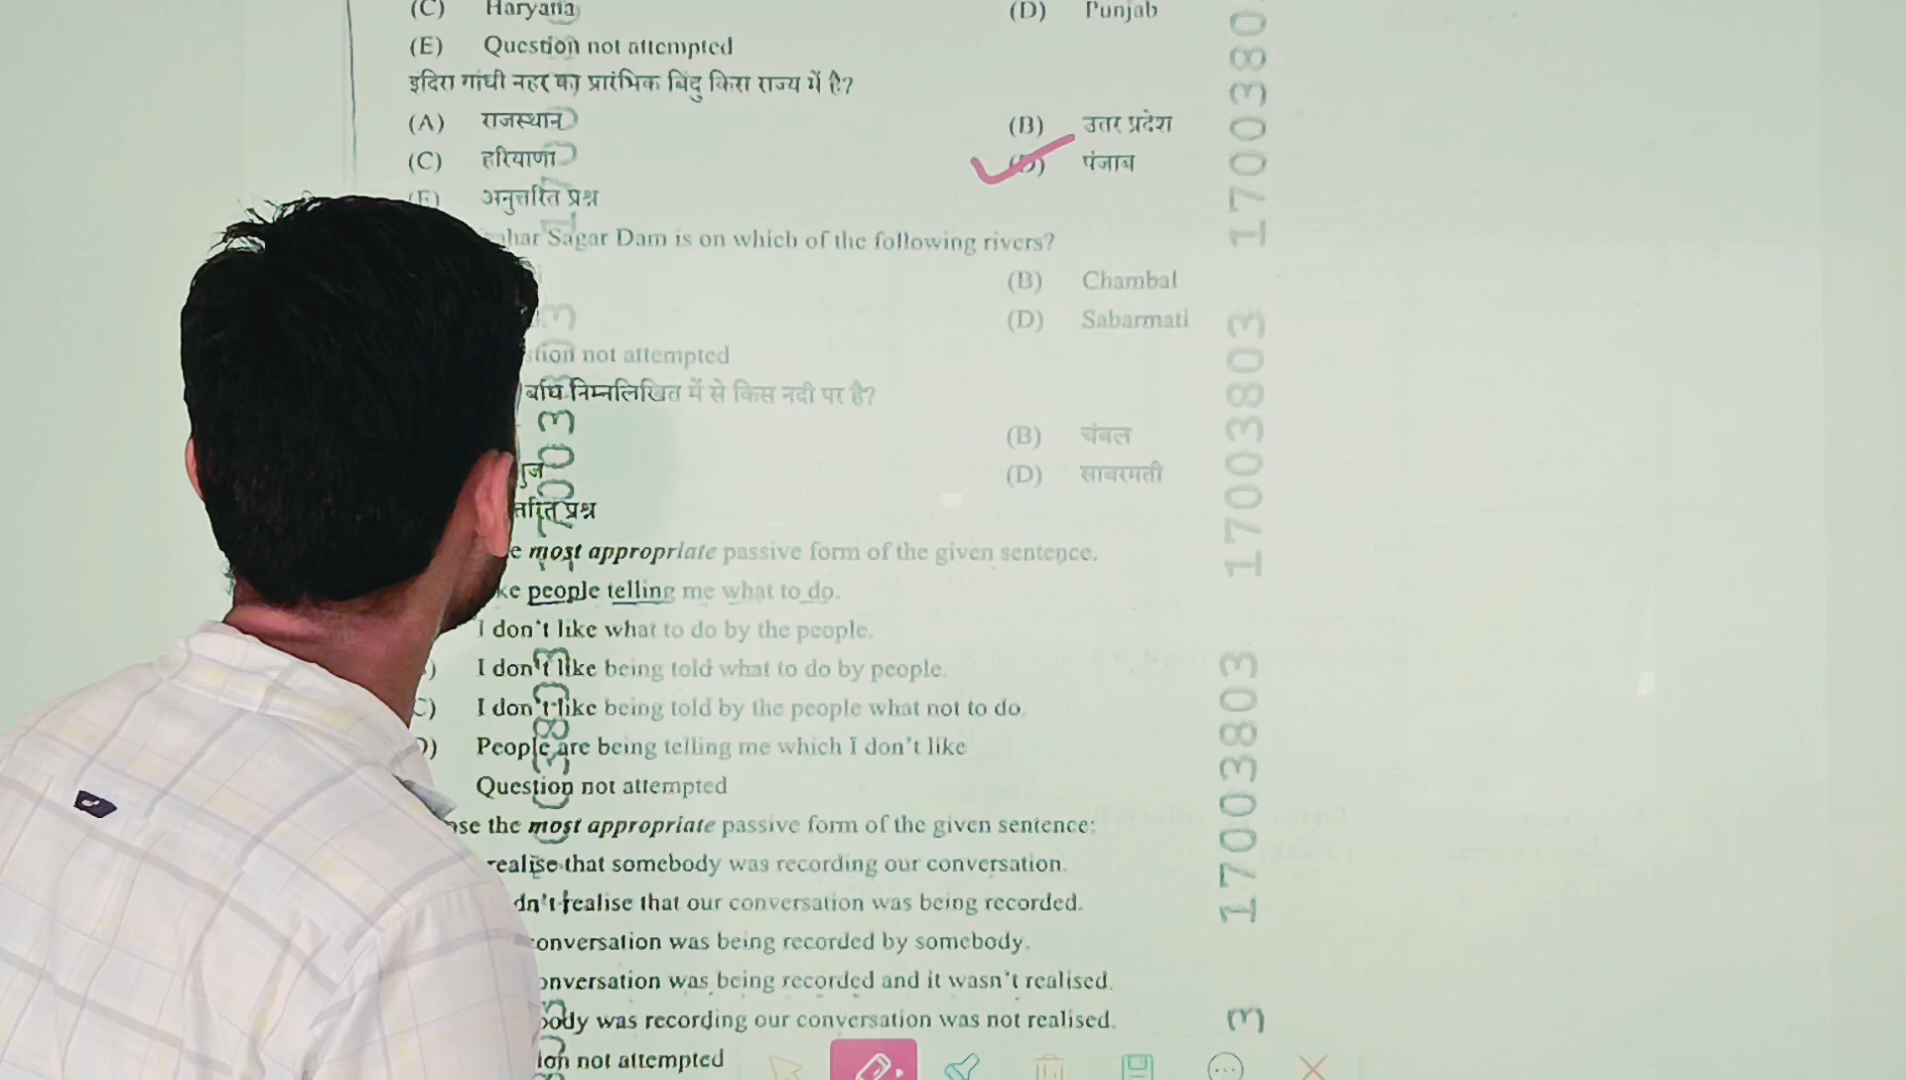 (C) Haryana (D) Punjab
(E) Question not attempted
इंदिरा गांधी नहर का प्रारंभिक बिंदु किस राज्य में है?
(A) राजस्थान (B) उत्तर प्रदेश
(C) हरियाणा (D) पंजाब
(E) अनुत्तरित प्रश्न
Sagar Dam is on which of the following rivers?
(B) Chambal
(D) Sabarmati
not attempted
निम्नलिखित में से किस नदी पर है?
(B) चंबल
(D) साबरमती
प्रश्न
most appropriate passive form of the given sentence.
people telling me what to do.
I don't like what to do by the people.
I don't like being told what to do by people.
I don't like being told by the people what not to do.
People are being telling me which I don't like
Question not attempted
the most appropriate passive form of the given sentence:
that somebody was recording our conversation.
realise that our conversation was being recorded.
conversation was being recorded by somebody.
was being recorded and it wasn't realised.
was recording our conversation was not realised.
not attempted
17003803
17003803
17003803